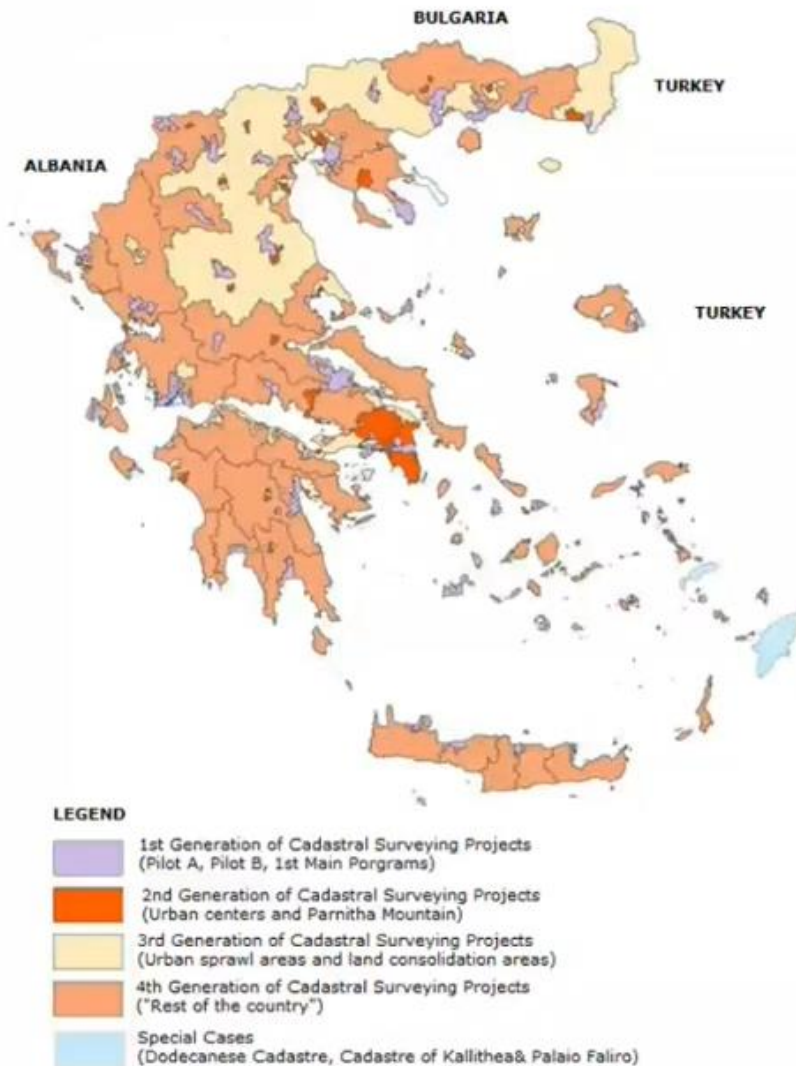 BULGARIA
TURKEY
ALBANIA
TURKEY
LEGEND
1st Generation of Cadastral Surveying Projects
(Pilot A, Pilot B, 1st Main Porgrams)
2nd Generation of Cadastral Surveying Projects
(Urban centers and Parnitha Mountain)
3rd Generation of Cadastral Surveying Projects
(Urban sprawl areas and land consolidation areas)
4th Generation of Cadastral Surveying Projects
("Rest of the country")
Special Cases
(Dodecanese Cadastre, Cadastre of Kallithea& Palaio Faliro)